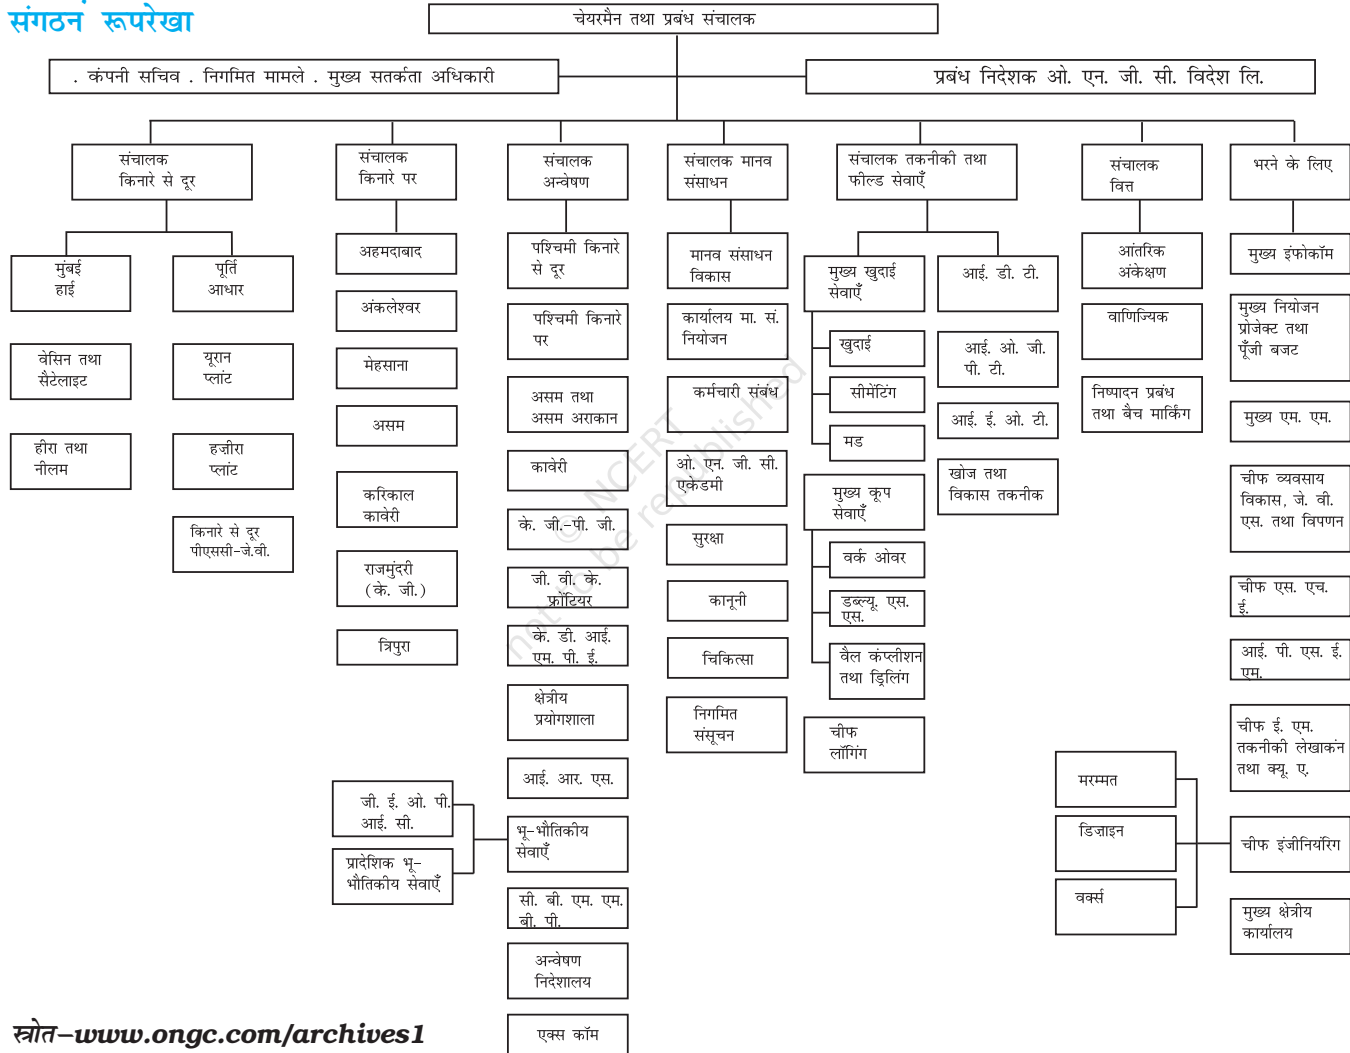 संगठन रूपरेखा
चेयरमैन तथा प्रबंध संचालक
. कंपनी सचिव . निगमित मामले . मुख्य सतर्कता अधिकारी
प्रबंध निदेशक ओ. एन. जी. सी. विदेश लि.
संचालक
किनारे से दूर
मुंबई
हाई
वेसिन तथा
सैटेलाइट
हीरा तथा
नीलम
पूर्ति
आधार
यूरान
प्लांट
हज़ीरा
प्लांट
किनारे से दूर
पीएससी-जे.वी.
संचालक
किनारे पर
अहमदाबाद
अंकलेश्वर
मेहसाना
असम
करिकाल
कावेरी
राजमुंदरी
(के. जी.)
त्रिपुरा
संचालक
अन्वेषण
पश्चिमी किनारे
से दूर
पश्चिमी किनारे
पर
असम तथा
असम अराकान
कावेरी
के. जी.-पी. जी.
जी. वी. के.
फ्रोंटियर
के. डी. आई.
एम. पी. ई.
क्षेत्रीय
प्रयोगशाला
आई. आर. एस.
भू-भौतिकीय
सेवाएँ
जी. ई. ओ. पी.
आई. सी.
प्रादेशिक भू-
भौतिकीय सेवाएँ
सी. बी. एम. एम.
बी. पी.
अन्वेषण
निदेशालय
एक्स कॉम
संचालक मानव
संसाधन
मानव संसाधन
विकास
कार्यालय मा. सं.
नियोजन
कर्मचारी संबंध
ओ. एन. जी. सी.
एकेडमी
सुरक्षा
कानूनी
चिकित्सा
निगमित
संसूचन
संचालक तकनीकी तथा
फील्ड सेवाएँ
मुख्य खुदाई
सेवाएँ
खुदाई
सीमेंटिंग
मड
मुख्य कूप
सेवाएँ
वर्क ओवर
डब्ल्यू. एस.
एस.
वैल कंप्लीशन
तथा ड्रिलिंग
चीफ
लॉगिंग
आई. डी. टी.
आई. ओ. जी.
पी. टी.
आई. ई. ओ. टी.
खोज तथा
विकास तकनीक
संचालक
वित्त
आंतरिक
अंकेक्षण
वाणिज्यिक
निष्पादन प्रबंध
तथा बैच मार्किंग
भरने के लिए
मुख्य इंफोकॉम
मुख्य नियोजन
प्रोजेक्ट तथा
पूँजी बजट
मुख्य एम. एम.
चीफ व्यवसाय
विकास, जे. वी.
एस. तथा विपणन
चीफ एस. एच.
ई.
आई. पी. एस. ई.
एम.
चीफ ई. एम.
तकनीकी लेखाकंन
तथा क्यू. ए.
चीफ इंजीनियरिंग
मरम्मत
डिज़ाइन
वर्क्स
मुख्य क्षेत्रीय
कार्यालय
© NCERT
not to be republished
स्त्रोत–www.ongc.com/archives1